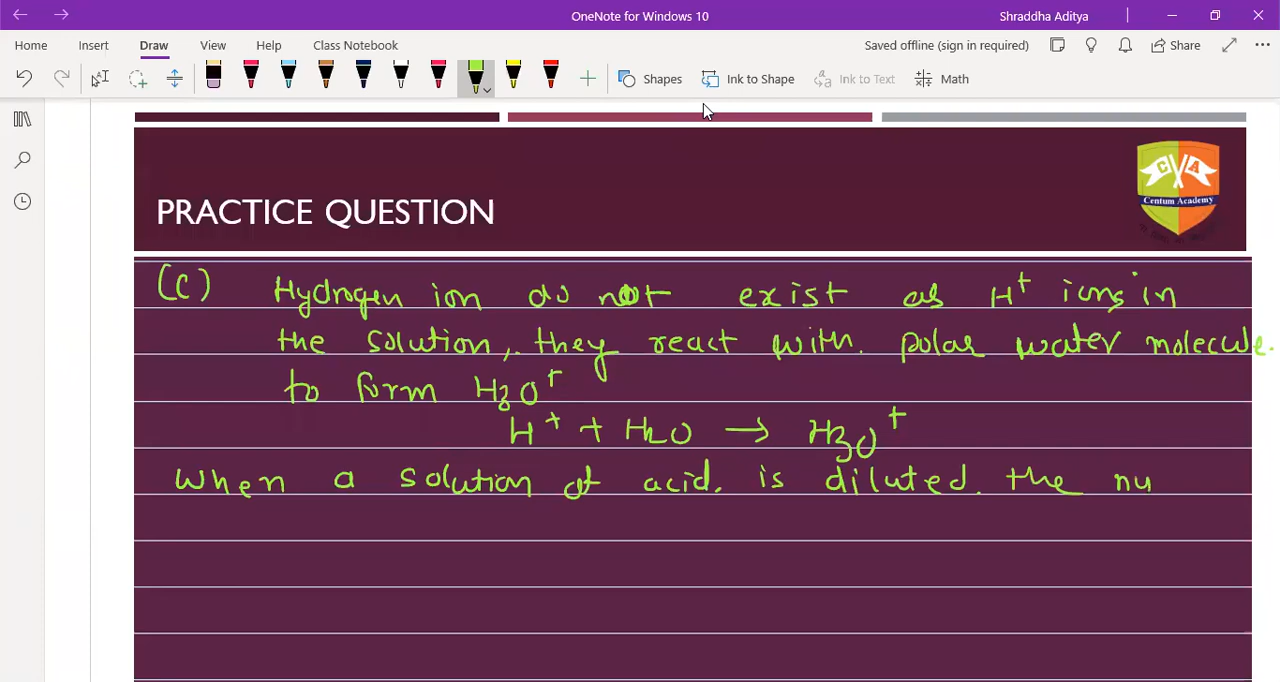 OneNote for Windows 10
Shraddha Aditya
Home Insert Draw View Help Class Notebook
Saved offline (sign in required) Share
Shapes Ink to Shape Ink to Text Math
PRACTICE QUESTION
Centum Academy
(C) Hydrogen ion do not exist as H+ ions in
the solution, they react with polar water molecule.
to form H3O+
H+ + H2O → H3O+
When a solution of acid. is diluted. the nu